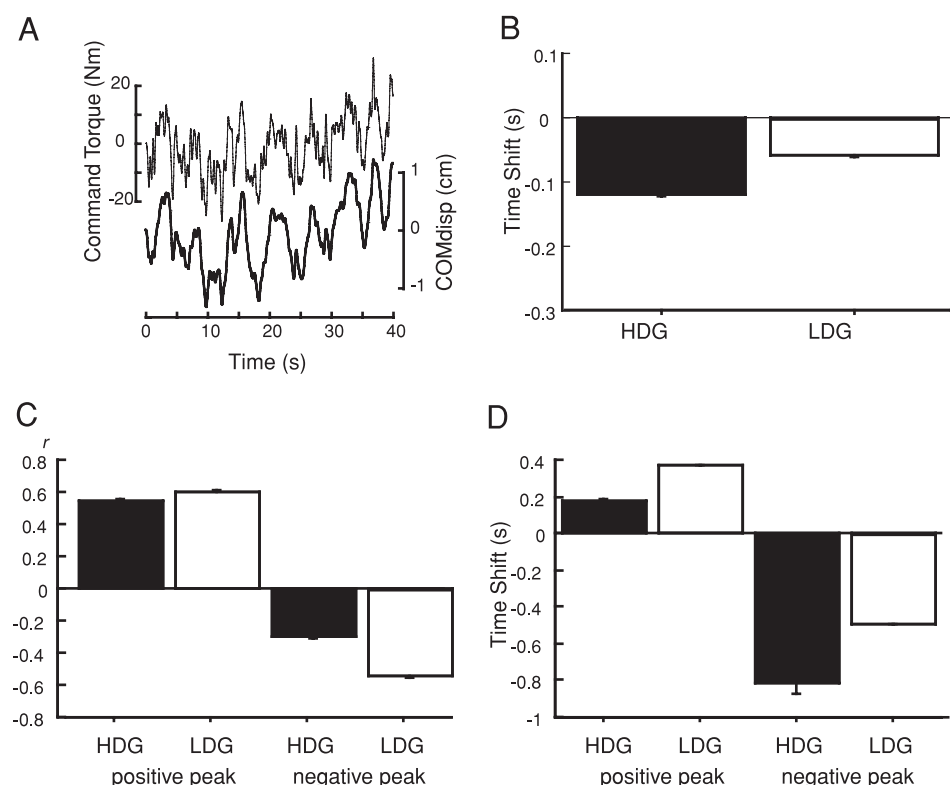 A
Command Torque (Nm)
20
0
-20
1
0
-1
COMdisp (cm)
0 10 20 30 40
Time (s)
B
Time Shift (s)
0.1
0
-0.1
-0.2
-0.3
HDG LDG
C
r
0.8
0.6
0.4
0.2
0
-0.2
-0.4
-0.6
-0.8
HDG LDG HDG LDG
positive peak negative peak
D
Time Shift (s)
0.4
0.2
0
-0.2
-0.4
-0.6
-0.8
-1
HDG LDG HDG LDG
positive peak negative peak